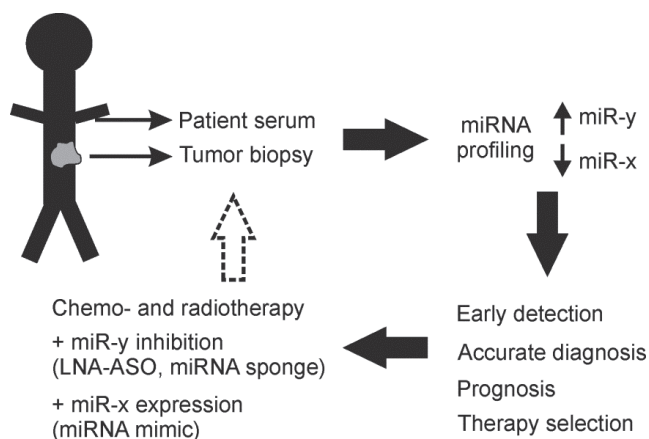 Patient serum
Tumor biopsy
miRNA
profiling
miR-y
miR-x
Early detection
Accurate diagnosis
Prognosis
Therapy selection
Chemo- and radiotherapy
+ miR-y inhibition
(LNA-ASO, miRNA sponge)
+ miR-x expression
(miRNA mimic)